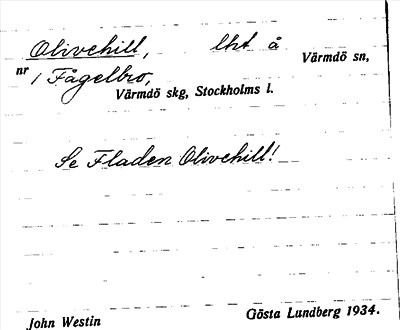 Olivehill, lht å Värmdö sn,
nr 1 Fågelbro,
Värmdö skg, Stockholms l.
Se Fladen Olivehill!
John Westin Gösta Lundberg 1934.